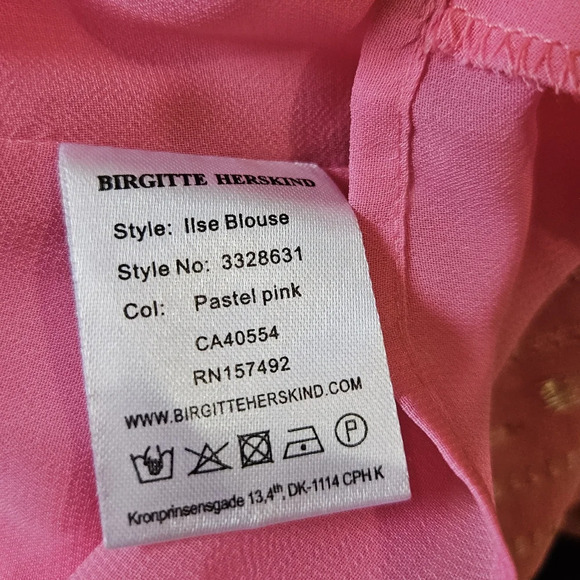 BIRGITTE HERSKIND
Style: Ilse Blouse
Style No: 3328631
Col: Pastel pink
CA40554
RN157492
WWW.BIRGITTEHERSKIND.COM
P
Kronprinsensgade 13,4th, DK-1114 CPH K